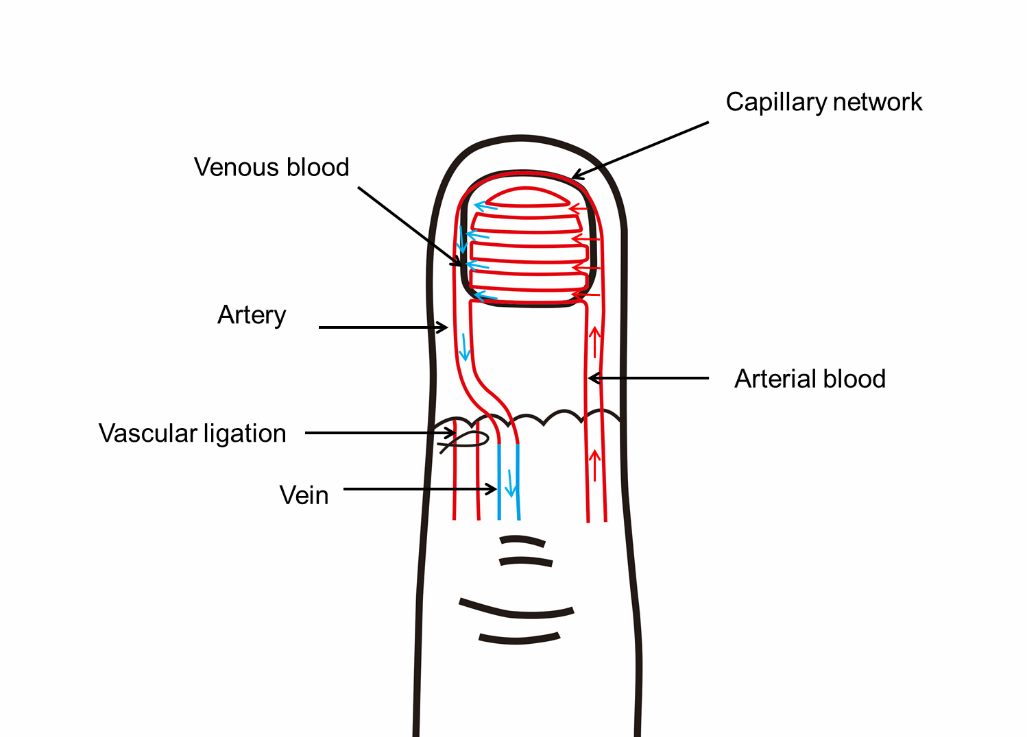 Capillary network
Venous blood
Artery
Arterial blood
Vascular ligation
Vein